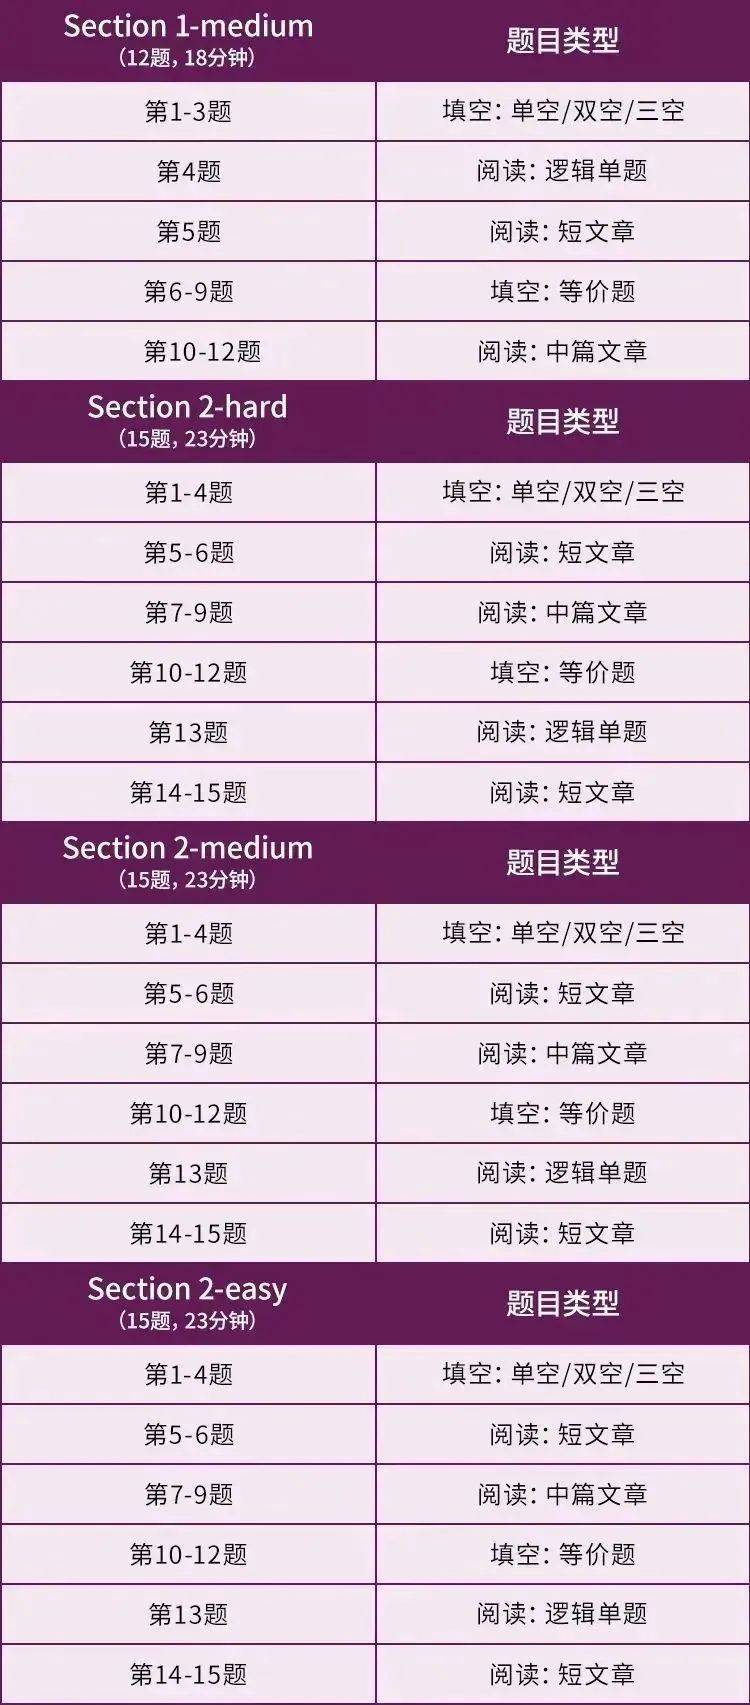 Section 1-medium
（12题，18分钟）
题目类型
第1-3题
填空：单空/双空/三空
第4题
阅读：逻辑单题
第5题
阅读：短文章
第6-9题
填空：等价题
第10-12题
阅读：中篇文章
Section 2-hard
（15题，23分钟）
题目类型
第1-4题
填空：单空/双空/三空
第5-6题
阅读：短文章
第7-9题
阅读：中篇文章
第10-12题
填空：等价题
第13题
阅读：逻辑单题
第14-15题
阅读：短文章
Section 2-medium
（15题，23分钟）
题目类型
第1-4题
填空：单空/双空/三空
第5-6题
阅读：短文章
第7-9题
阅读：中篇文章
第10-12题
填空：等价题
第13题
阅读：逻辑单题
第14-15题
阅读：短文章
Section 2-easy
（15题，23分钟）
题目类型
第1-4题
填空：单空/双空/三空
第5-6题
阅读：短文章
第7-9题
阅读：中篇文章
第10-12题
填空：等价题
第13题
阅读：逻辑单题
第14-15题
阅读：短文章